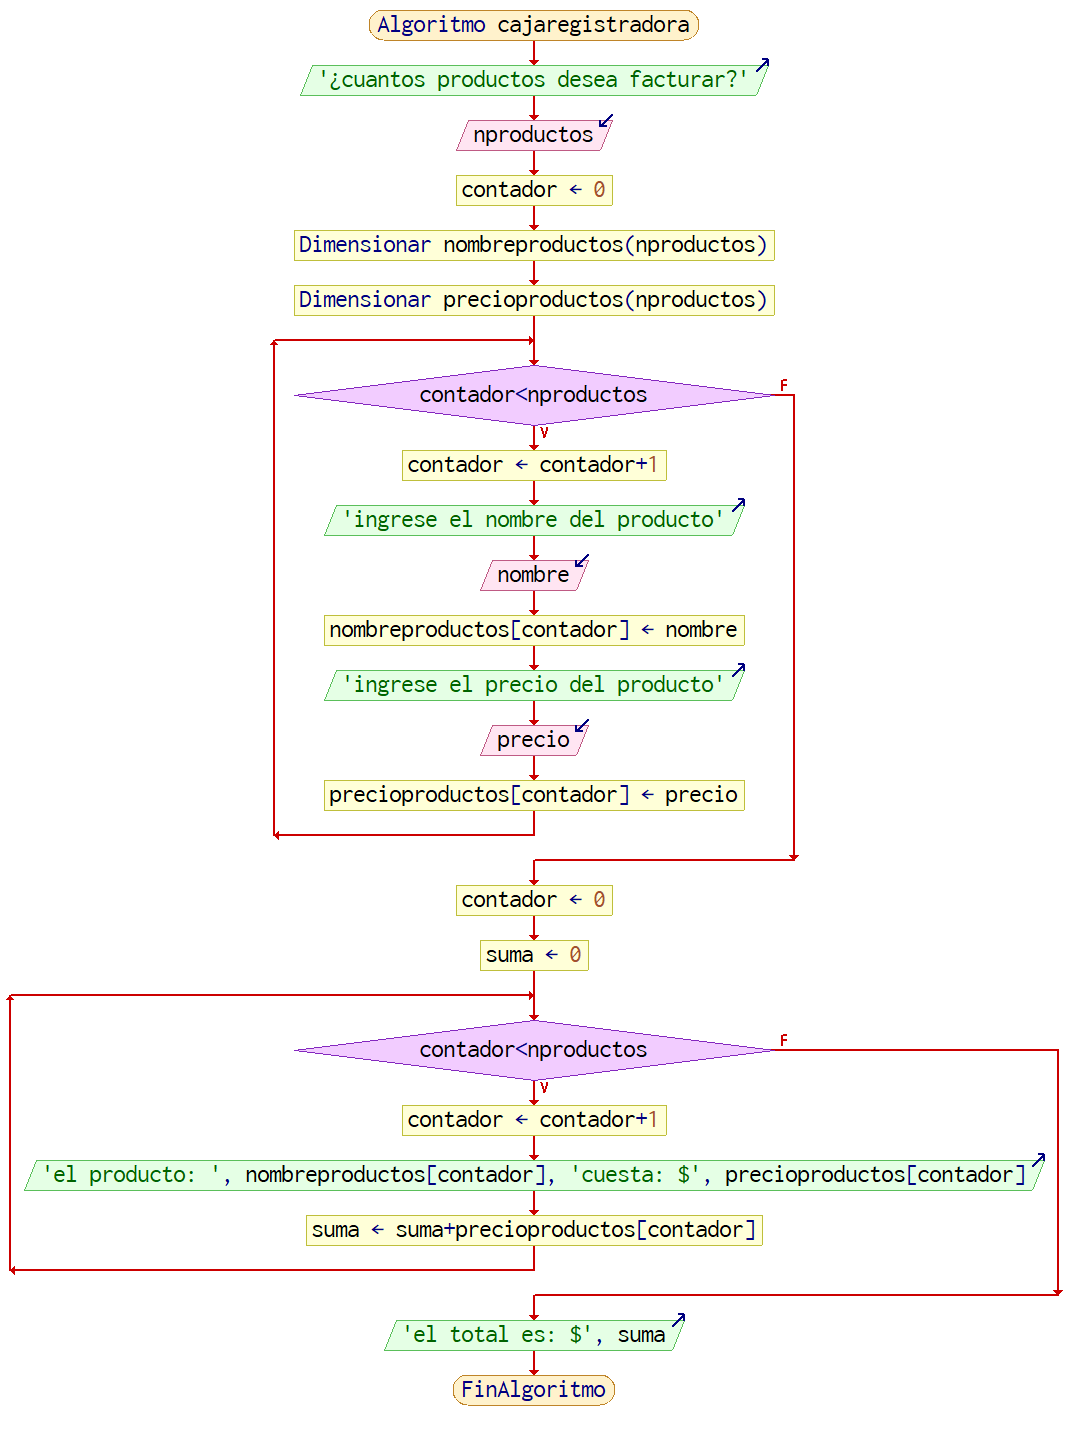 Algoritmo cajaregistradora
'¿cuantos productos desea facturar?'
nproductos
contador ← 0
Dimensionar nombreproductos(nproductos)
Dimensionar precioproductos(nproductos)
contador<nproductos
F
V
contador ← contador+1
'ingrese el nombre del producto'
nombre
nombreproductos[contador] ← nombre
'ingrese el precio del producto'
precio
precioproductos[contador] ← precio
contador ← 0
suma ← 0
contador<nproductos
F
V
contador ← contador+1
'el producto: ', nombreproductos[contador], 'cuesta: $', precioproductos[contador]
suma ← suma+precioproductos[contador]
'el total es: $', suma
FinAlgoritmo